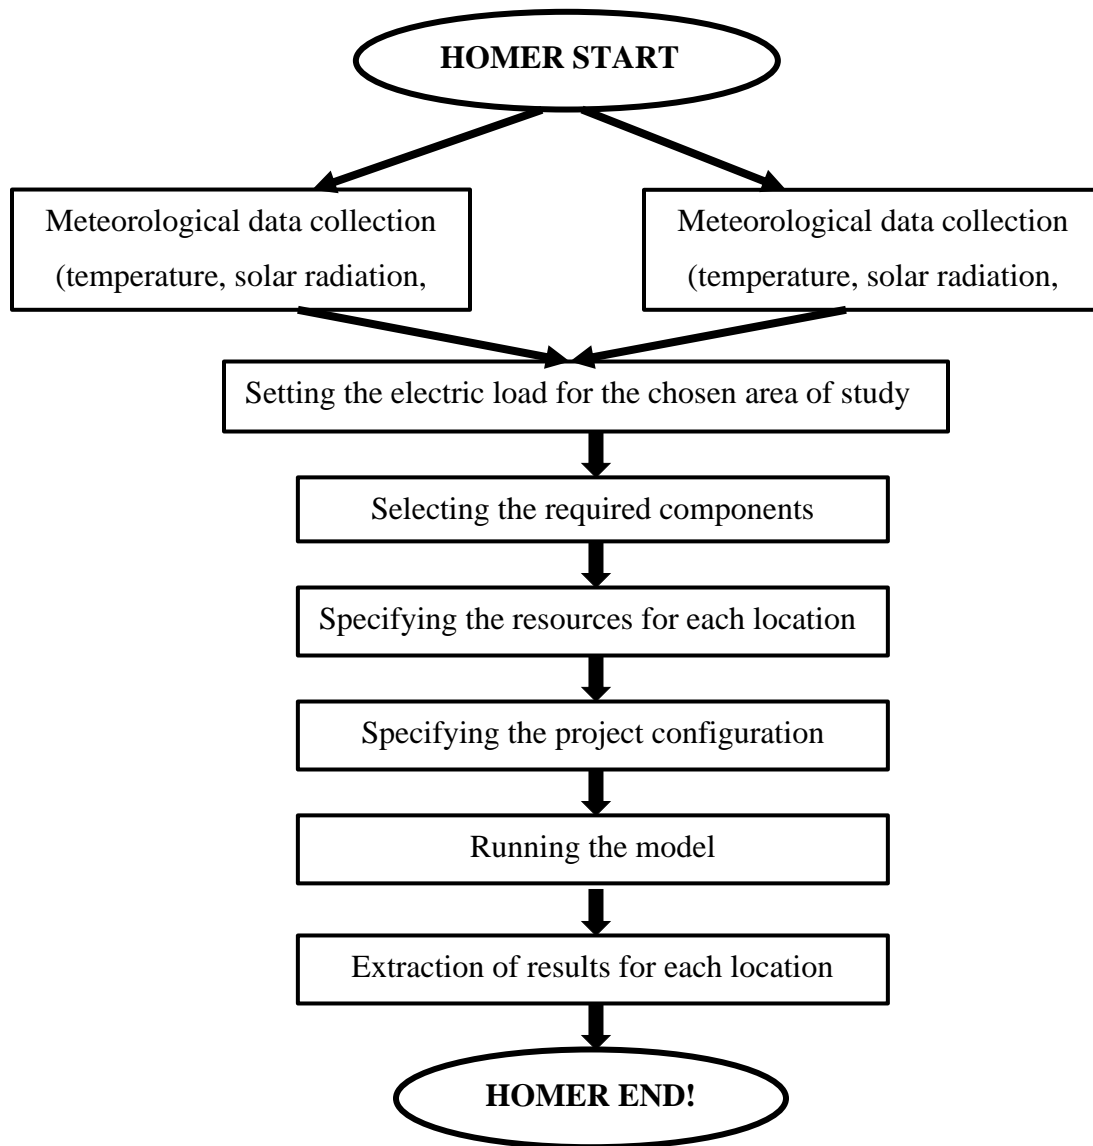 HOMER START
Meteorological data collection
(temperature, solar radiation,
Meteorological data collection
(temperature, solar radiation,
Setting the electric load for the chosen area of study
Selecting the required components
Specifying the resources for each location
Specifying the project configuration
Running the model
Extraction of results for each location
HOMER END!